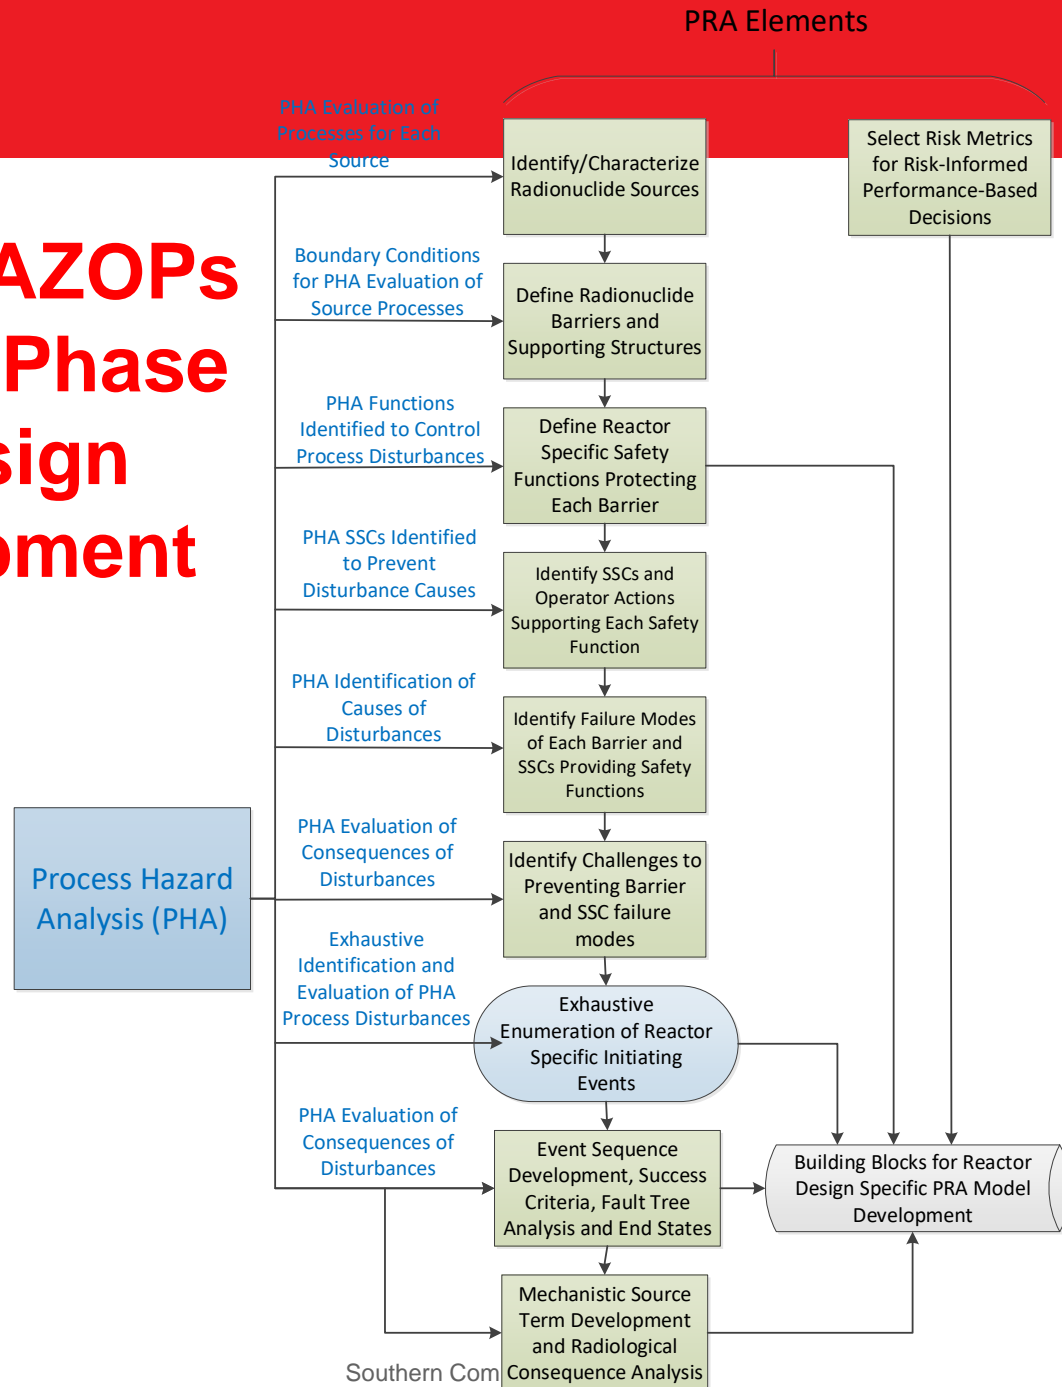 PRA Elements
PHA Evaluation of
Processes for Each
Source
Identify/Characterize
Radionuclide Sources
Select Risk Metrics
for Risk-Informed
Performance-Based
Decisions
AZOPs
Phase
sign
pment
Boundary Conditions
for PHA Evaluation of
Source Processes
Define Radionuclide
Barriers and
Supporting Structures
PHA Functions
Identified to Control
Process Disturbances
Define Reactor
Specific Safety
Functions Protecting
Each Barrier
PHA SSCs Identified
to Prevent
Disturbance Causes
Identify SSCs and
Operator Actions
Supporting Each Safety
Function
PHA Identification of
Causes of
Disturbances
Identify Failure Modes
of Each Barrier and
SSCs Providing Safety
Functions
Process Hazard
Analysis (PHA)
PHA Evaluation of
Consequences of
Disturbances
Identify Challenges to
Preventing Barrier
and SSC failure
modes
Exhaustive
Identification and
Evaluation of PHA
Process Disturbances
Exhaustive
Enumeration of Reactor
Specific Initiating
Events
PHA Evaluation of
Consequences of
Disturbances
Event Sequence
Development, Success
Criteria, Fault Tree
Analysis and End States
Building Blocks for Reactor
Design Specific PRA Model
Development
Mechanistic Source
Term Development
and Radiological
Consequence Analysis
Southern Com